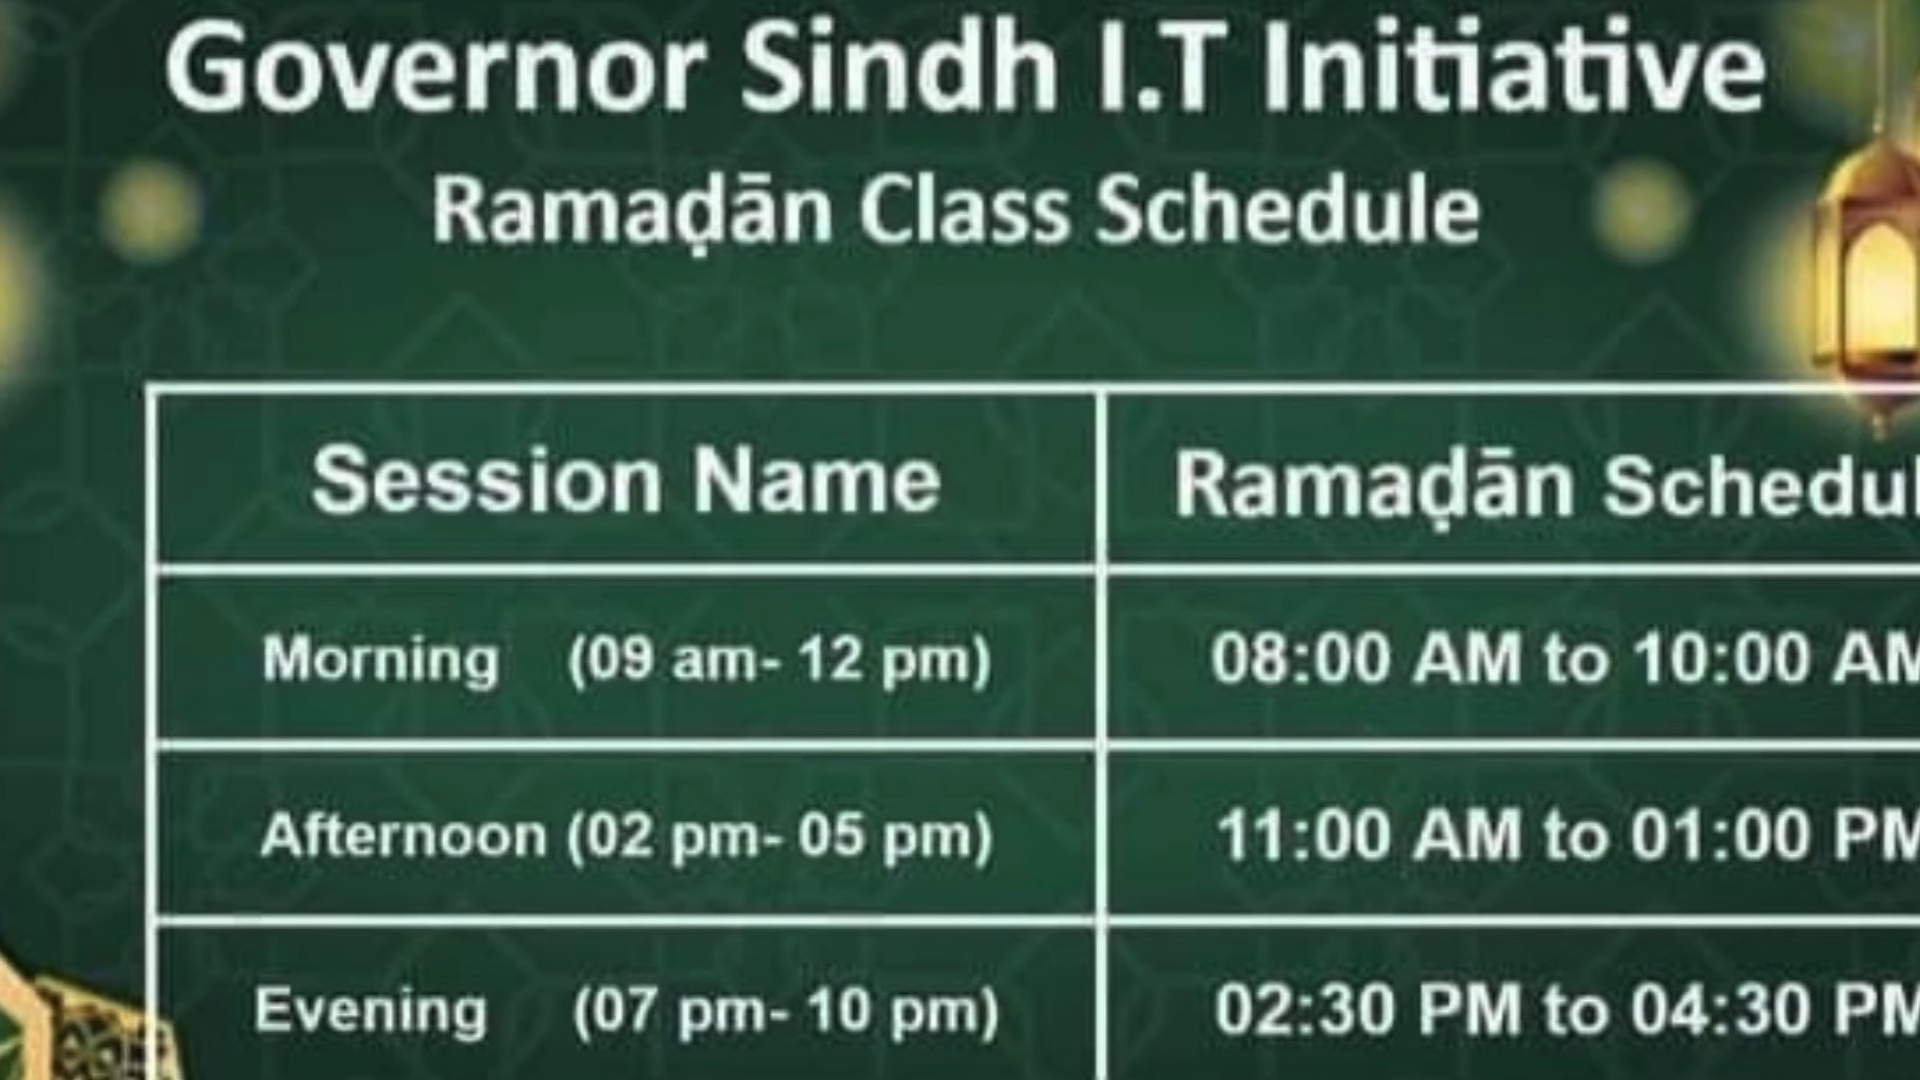 Governor Sindh I.T Initiative
Ramaḍān Class Schedule
Session Name Ramaḍān Schedul
Morning (09 am- 12 pm) 08:00 AM to 10:00 AM
Afternoon (02 pm- 05 pm) 11:00 AM to 01:00 PM
Evening (07 pm- 10 pm) 02:30 PM to 04:30 PM